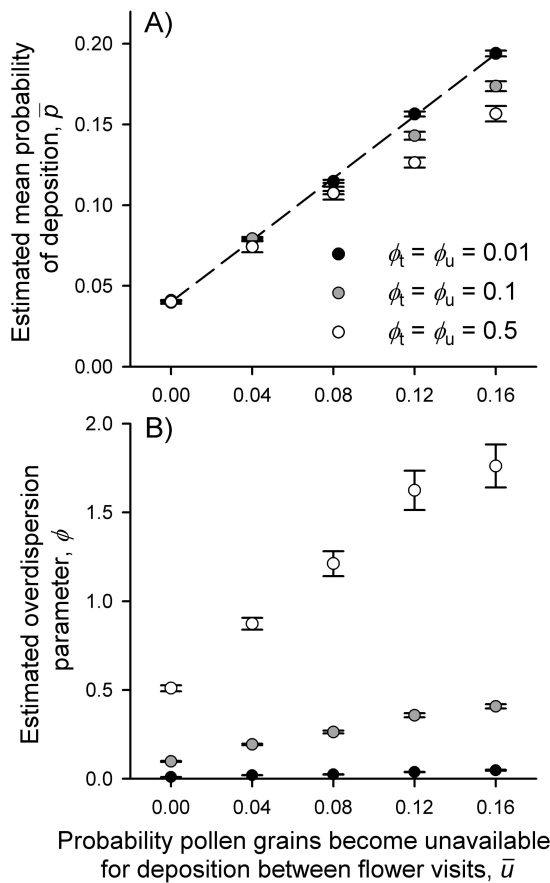 A)
Estimated mean probability
of deposition, p̅
0.20
0.15
0.10
0.05
0.00
ϕt = ϕu = 0.01
ϕt = ϕu = 0.1
ϕt = ϕu = 0.5
0.00 0.04 0.08 0.12 0.16
B)
Estimated overdispersion
parameter, ϕ
2.0
1.5
1.0
0.5
0.0
0.00 0.04 0.08 0.12 0.16
Probability pollen grains become unavailable
for deposition between flower visits, u̅